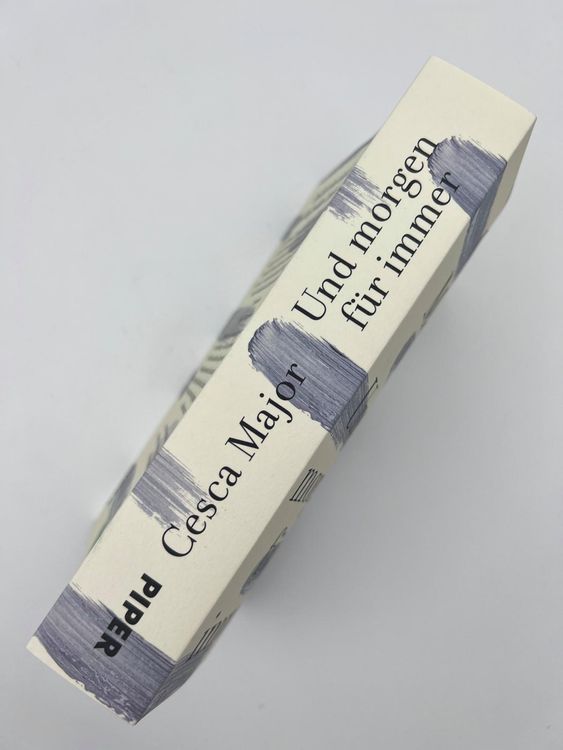 PIPER
Cesca Major
Und morgen
für immer